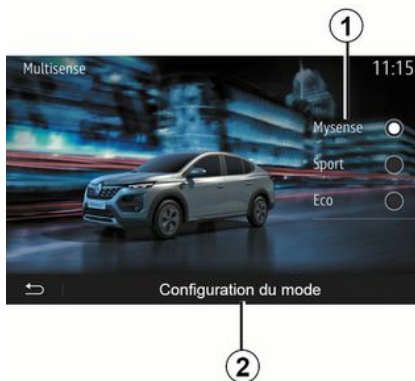 1
Multisense
11:15
Mysense
Sport
Eco
Configuration du mode
2